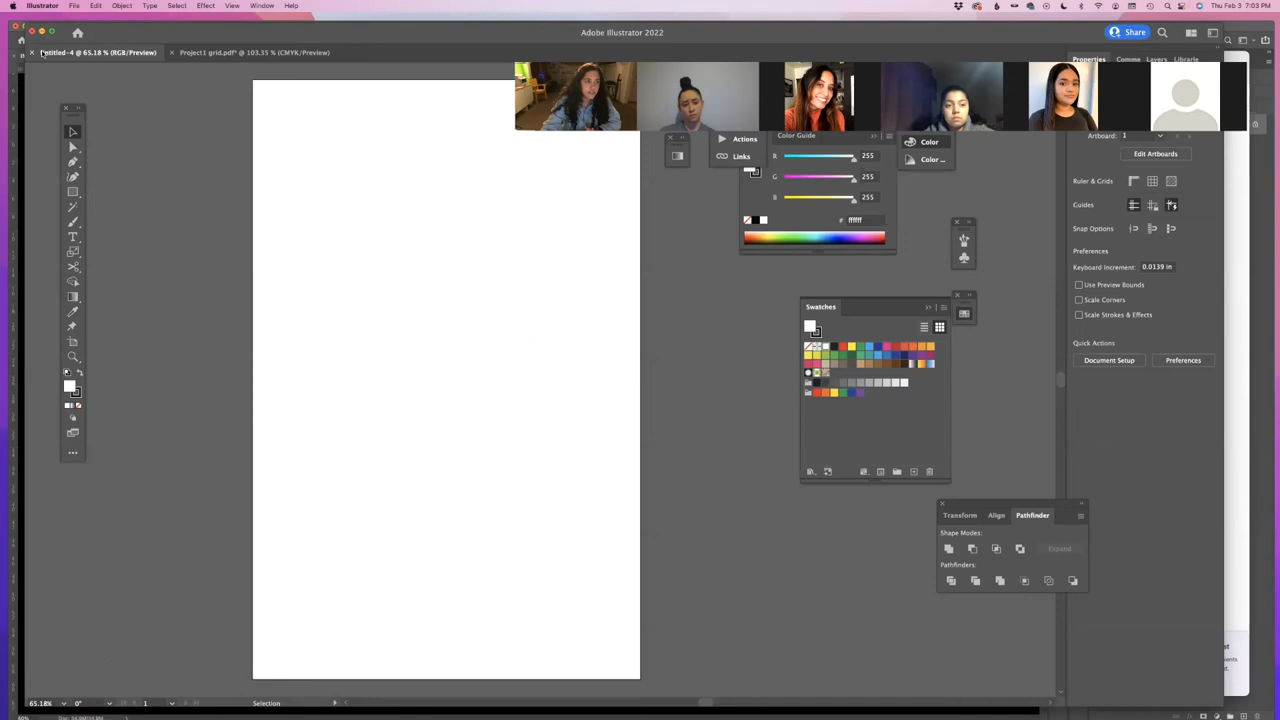 Illustrator File Edit Object Type Select Effect View Window Help
Thu Feb 3 7:03 PM
Adobe Illustrator 2022
Share
Untitled-4 @ 65.18 % (RGB/Preview)
Project1 grid.pdf* @ 103.35 % (CMYK/Preview)
Properties Comme Layers Librarie
Artboard: 1
Edit Artboards
Ruler & Grids
Guides
Snap Options
Preferences
Keyboard Increment: 0.0139 in
Use Preview Bounds
Scale Corners
Scale Strokes & Effects
Quick Actions
Document Setup Preferences
Actions
Links
Color Guide
R 255
G 255
B 255
# ffffff
Color
Color ...
Swatches
Transform Align Pathfinder
Shape Modes:
Expand
Pathfinders:
65.18% 0° 1 Selection
60%